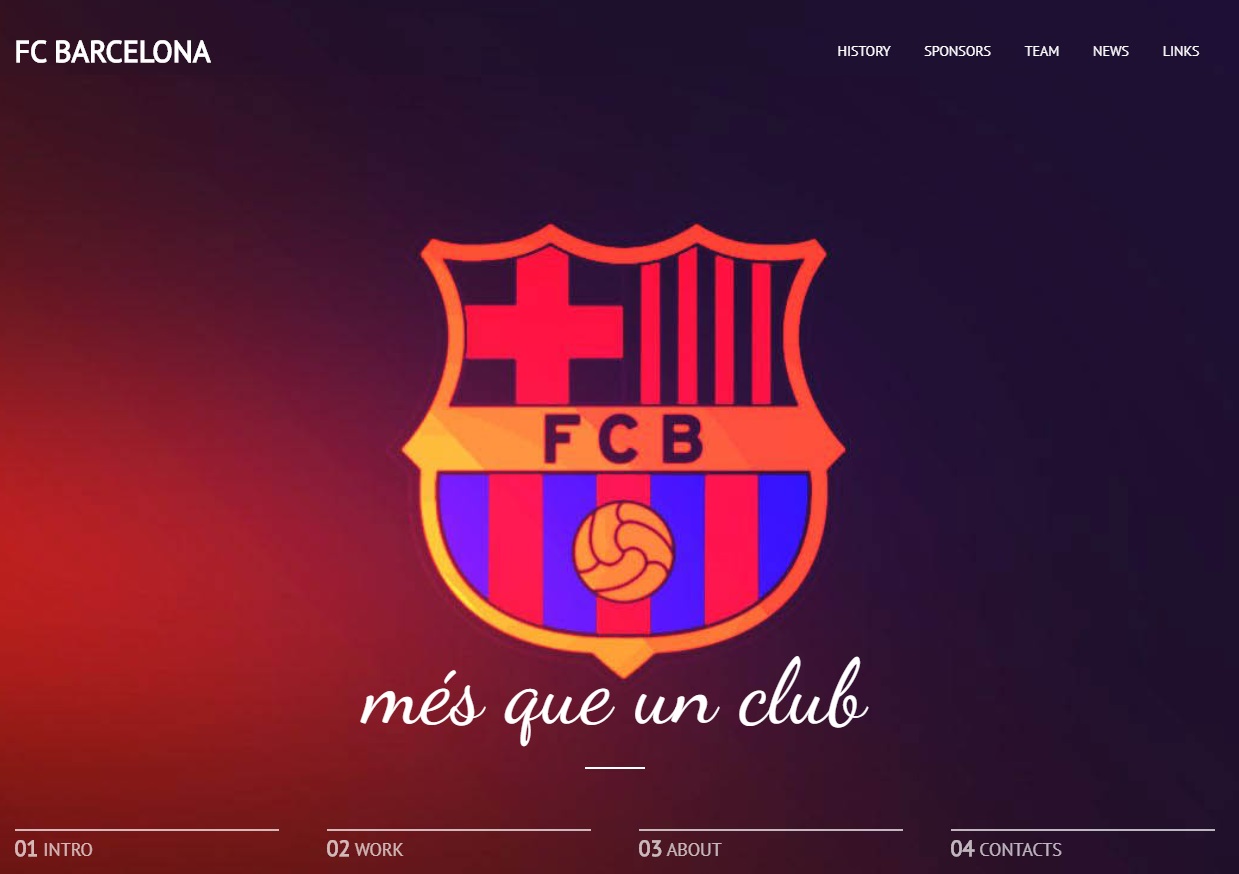 FC BARCELONA
HISTORY SPONSORS TEAM NEWS LINKS
FCB
més que un club
01 INTRO 02 WORK 03 ABOUT 04 CONTACTS